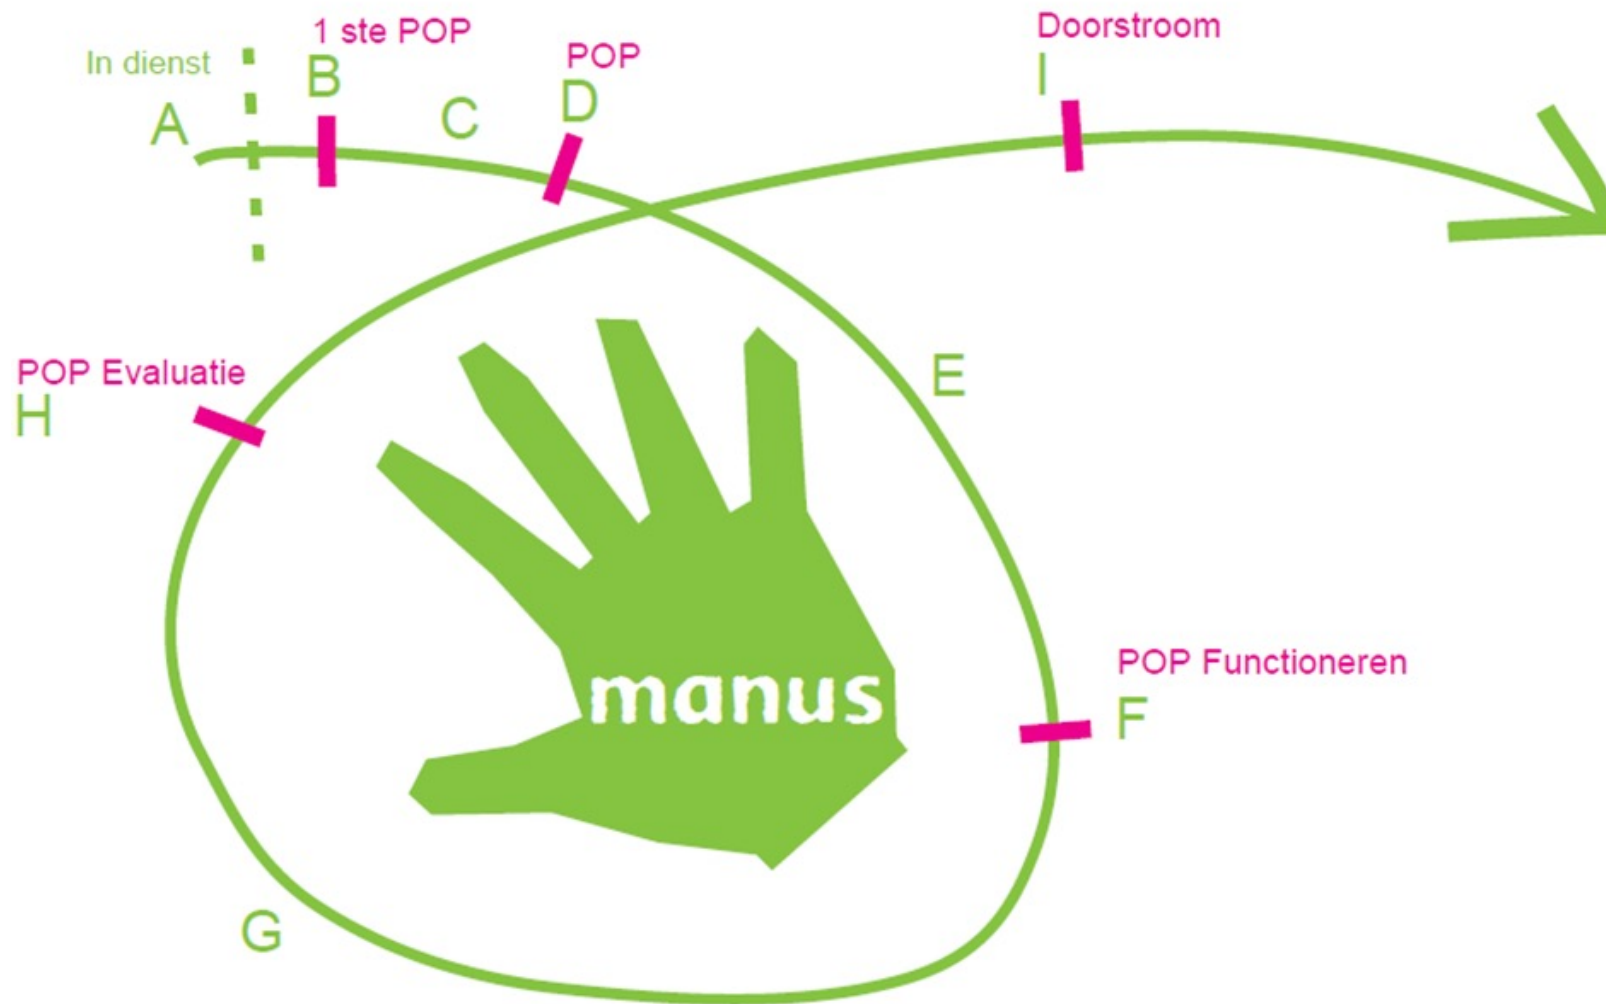 In dienst
A
1 ste POP
B
C
POP
D
Doorstroom
I
E
POP Functioneren
F
G
POP Evaluatie
H
manus